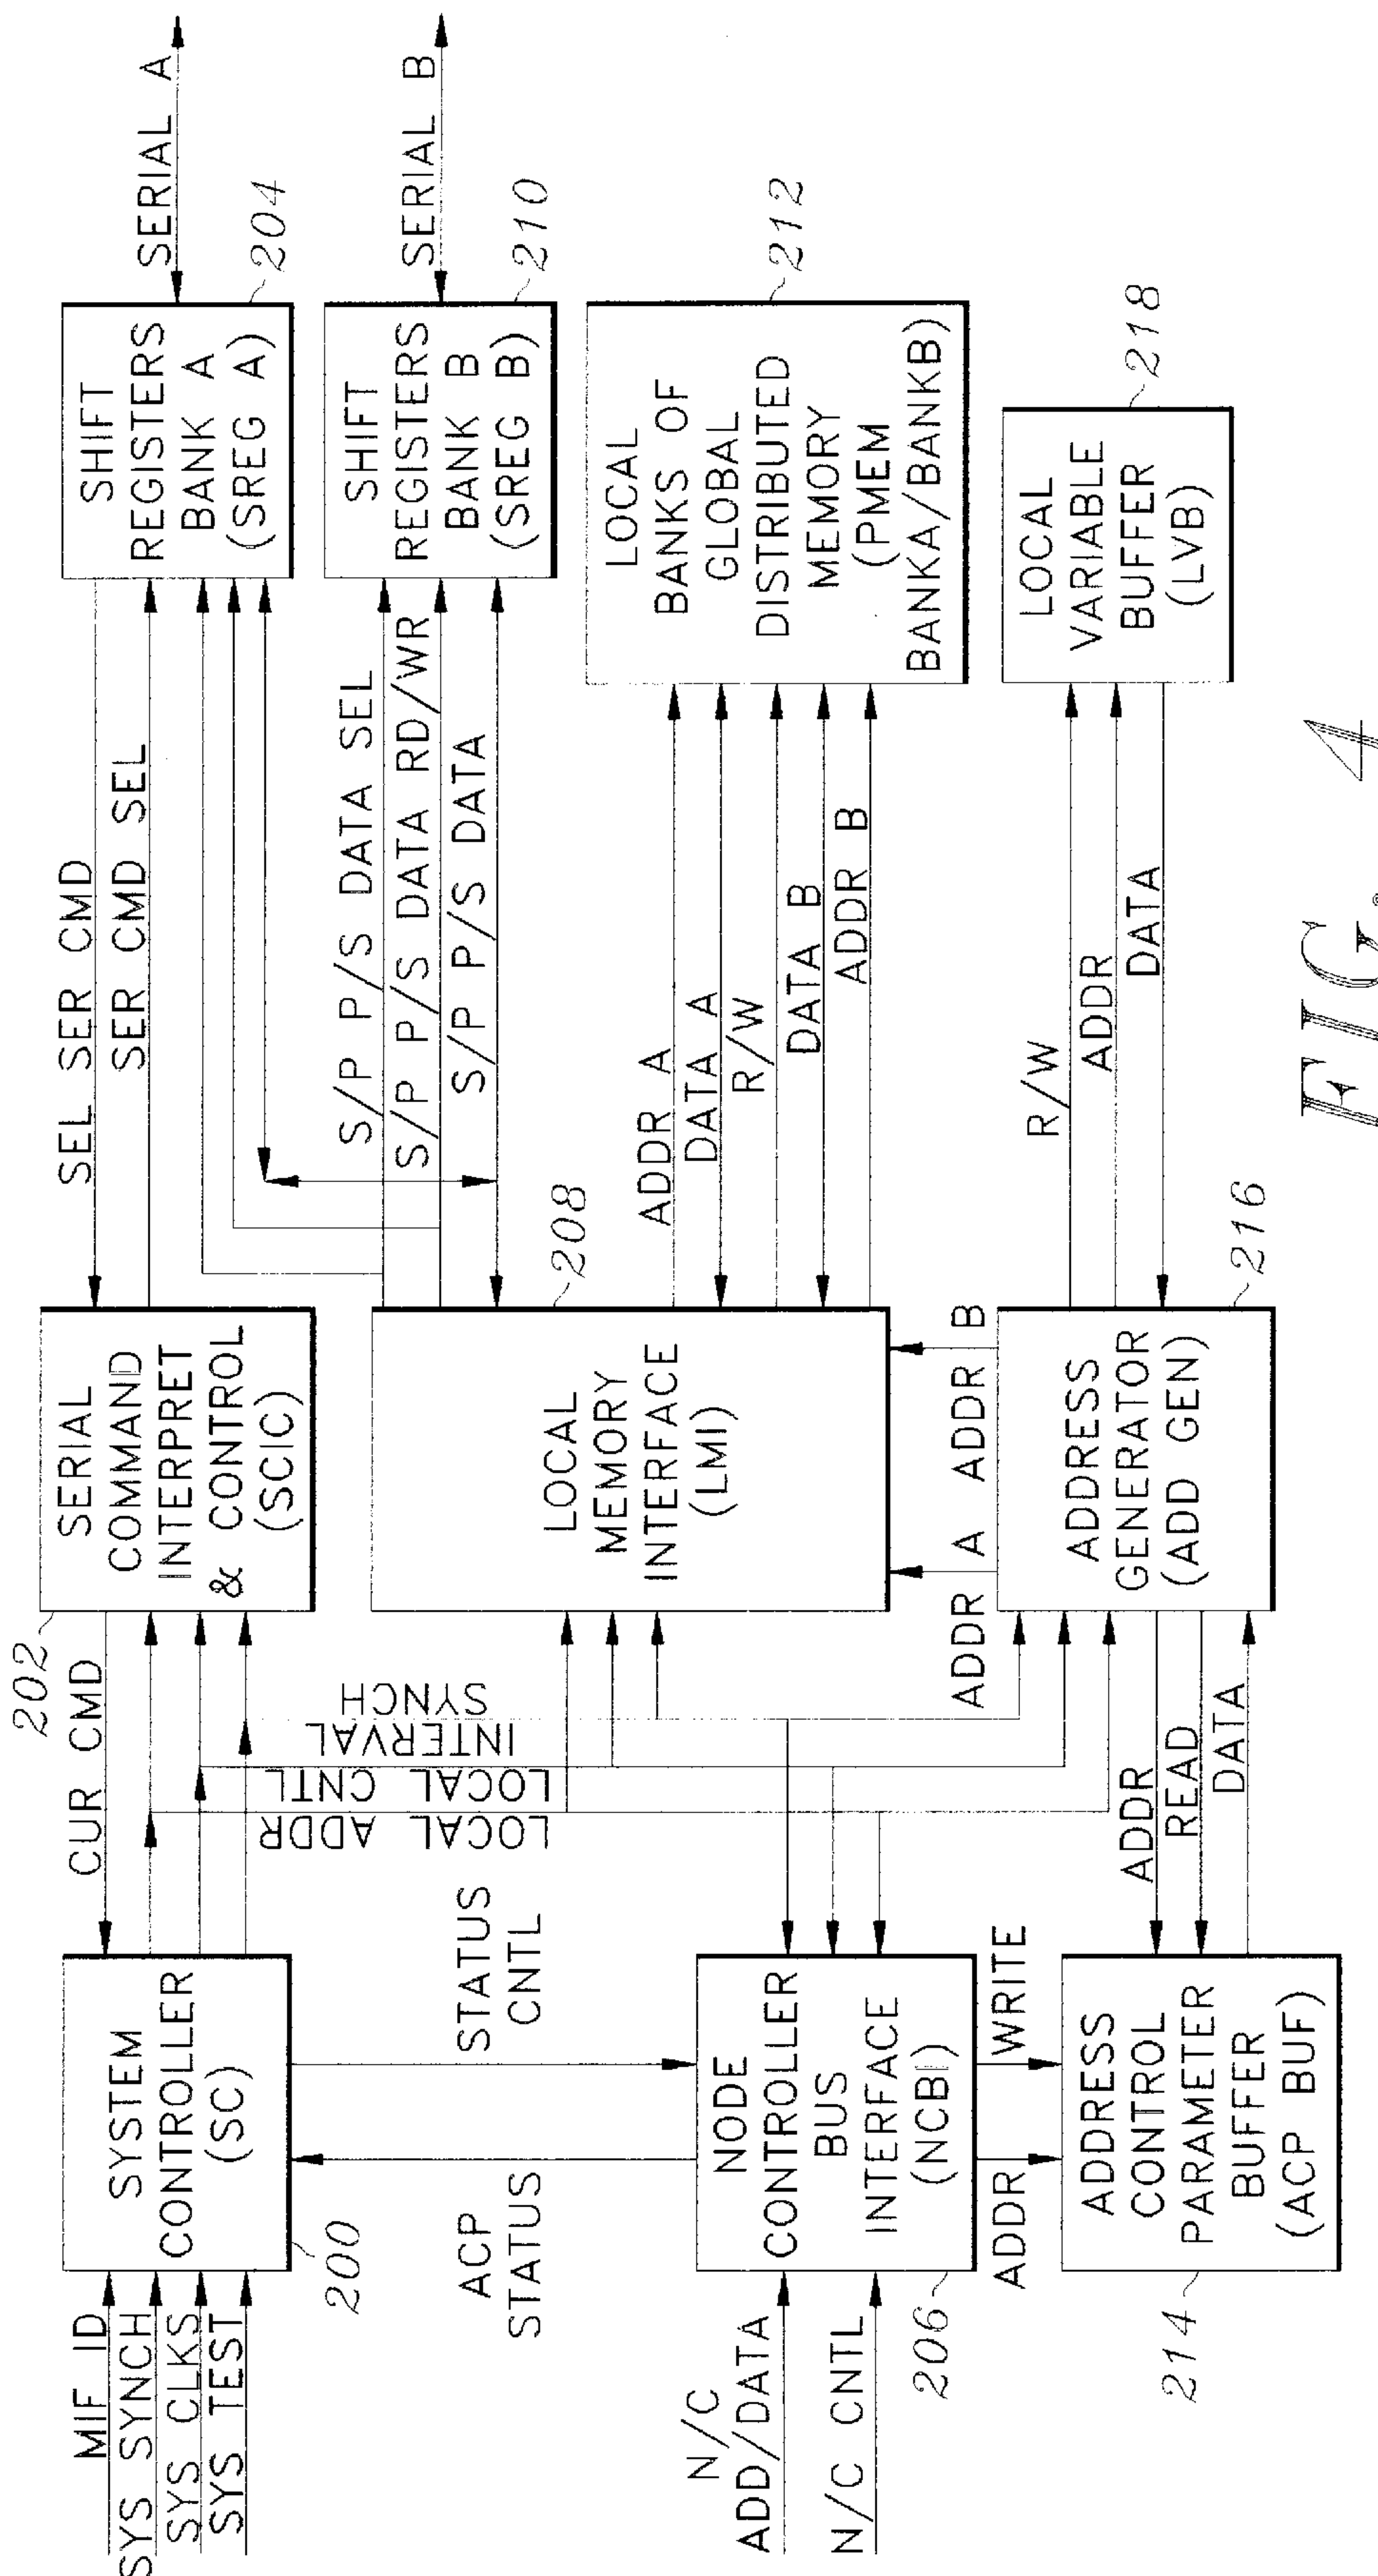 MIF ID
SYS SYNCH
SYS CLKS
SYS TEST
SYSTEM
CONTROLLER
(SC)
200
CUR CMD
202
SERIAL
COMMAND
INTERPRET
& CONTROL
(SCIC)
SEL SER CMD
SER CMD SEL
SHIFT
REGISTERS
BANK A
(SREG A)
204
SERIAL A
ACP
STATUS
STATUS
CNTL
LOCAL ADDR
LOCAL CNTL
INTERVAL
SYNCH
LOCAL
MEMORY
INTERFACE
(LMI)
208
S/P P/S DATA SEL
S/P P/S DATA RD/WR
S/P P/S DATA
SHIFT
REGISTERS
BANK B
(SREG B)
210
SERIAL B
N/C
ADD/DATA
N/C CNTL
206
NODE
CONTROLLER
BUS
INTERFACE
(NCBI)
ADDR A
DATA A
R/W
DATA B
ADDR B
LOCAL
BANKS OF
GLOBAL
DISTRIBUTED
MEMORY
(PMEM
BANKA/BANKB)
212
ADDR
WRITE
ADDR A
ADDR B
214
ADDRESS
CONTROL
PARAMETER
BUFFER
(ACP BUF)
ADDR
READ
DATA
ADDRESS
GENERATOR
(ADD GEN)
216
R/W
ADDR
DATA
LOCAL
VARIABLE
BUFFER
(LVB)
218
FIG. 4